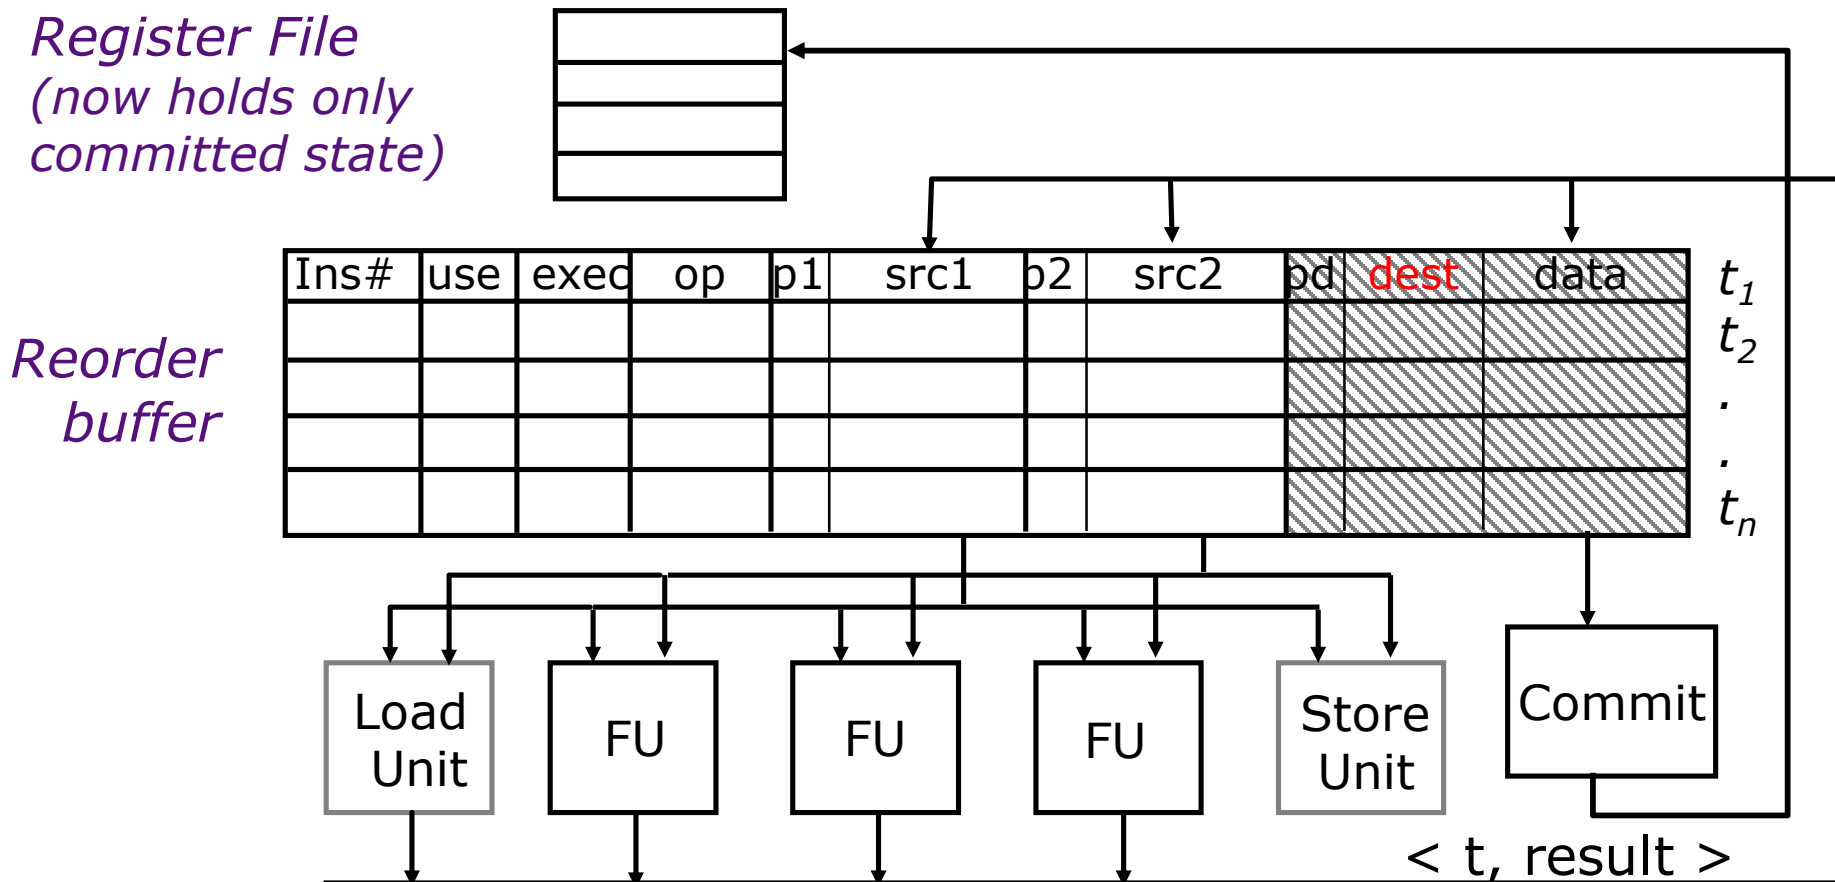 Register File
(now holds only
committed state)
Ins# use exec op p1 src1 p2 src2 pd dest data t1
t2
Reorder
buffer
.
.
tn
Load
Unit
FU
FU
FU
Store
Unit
Commit
< t, result >